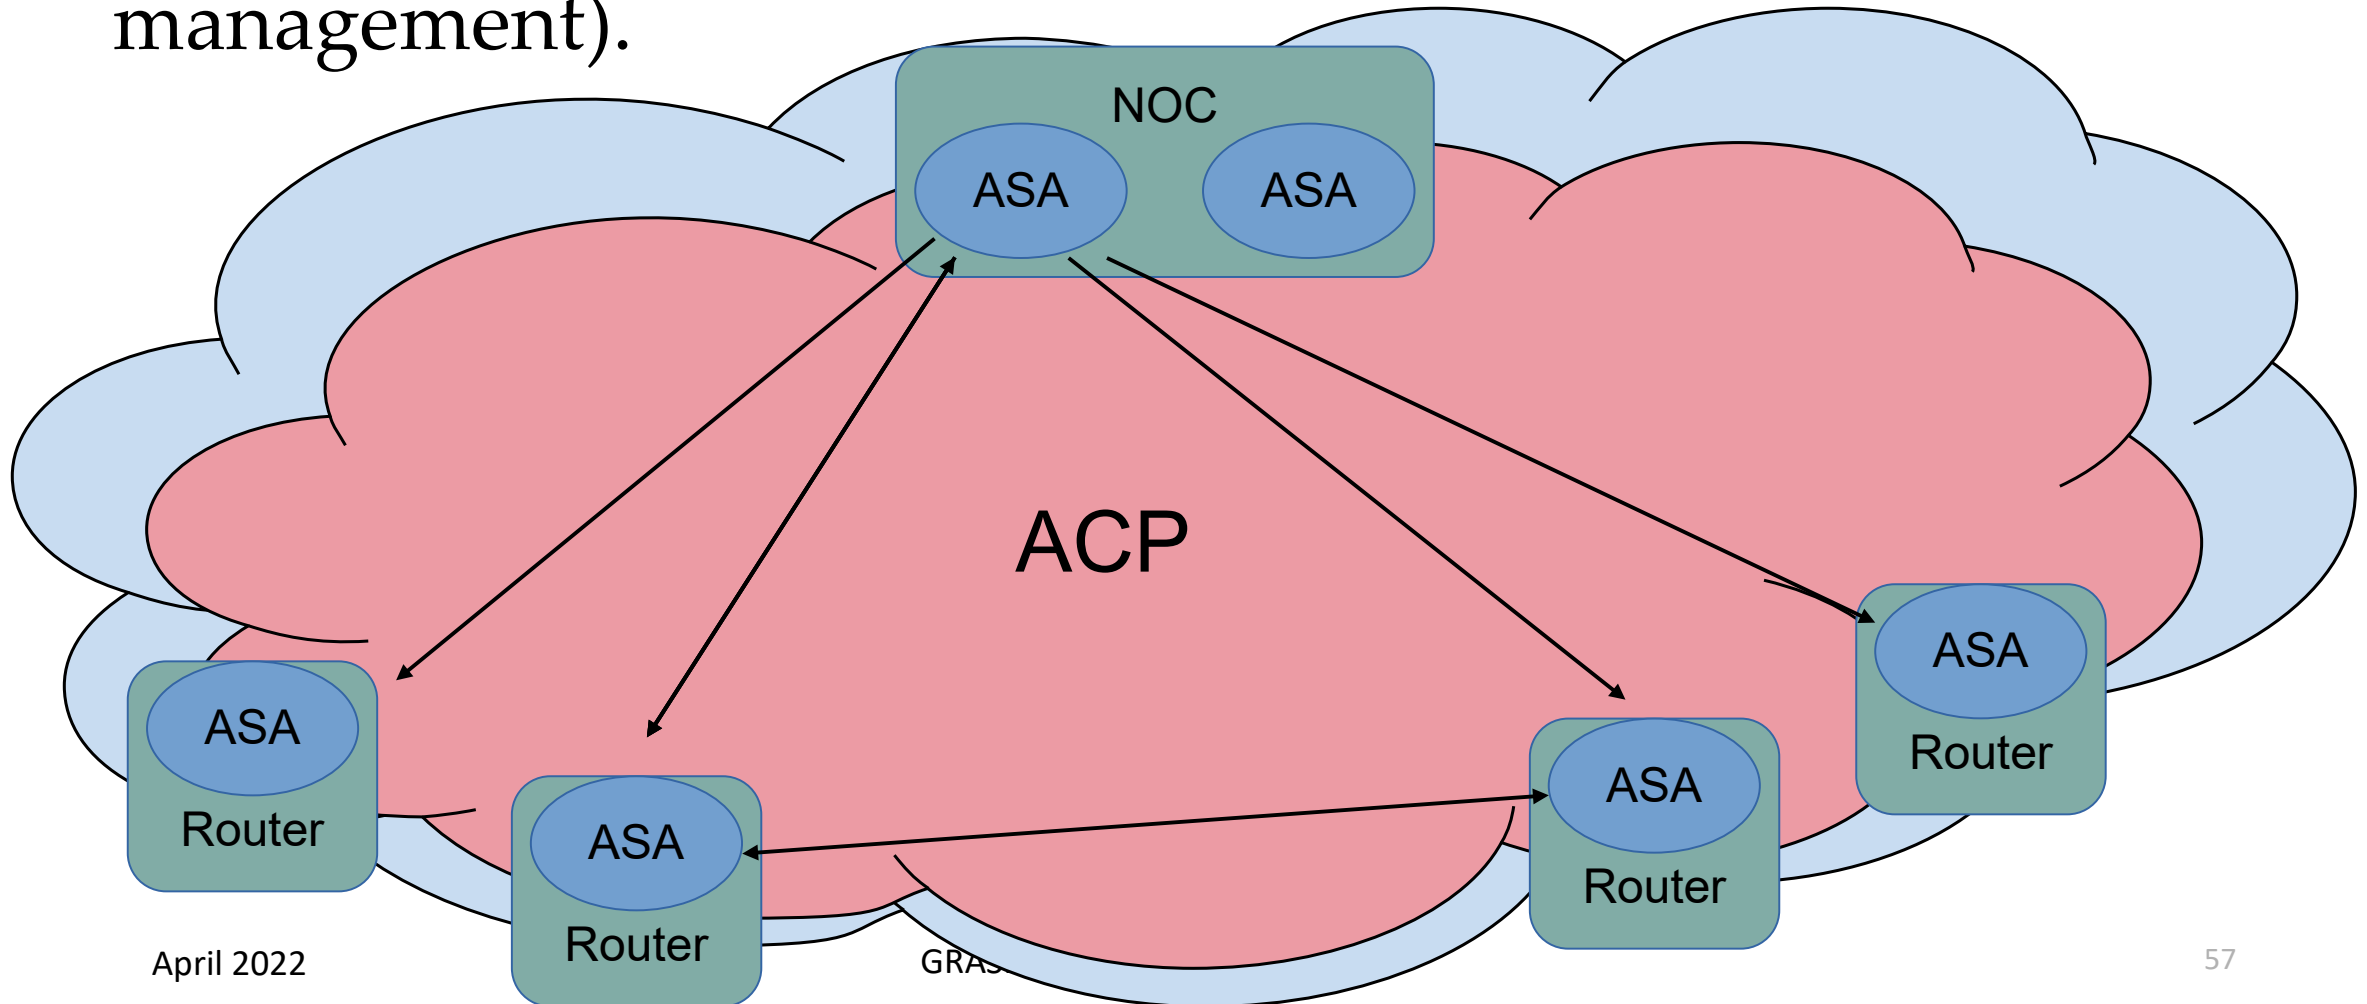 management).
NOC
ASA
ASA
ACP
ASA
Router
ASA
Router
ASA
Router
ASA
Router
April 2022
57